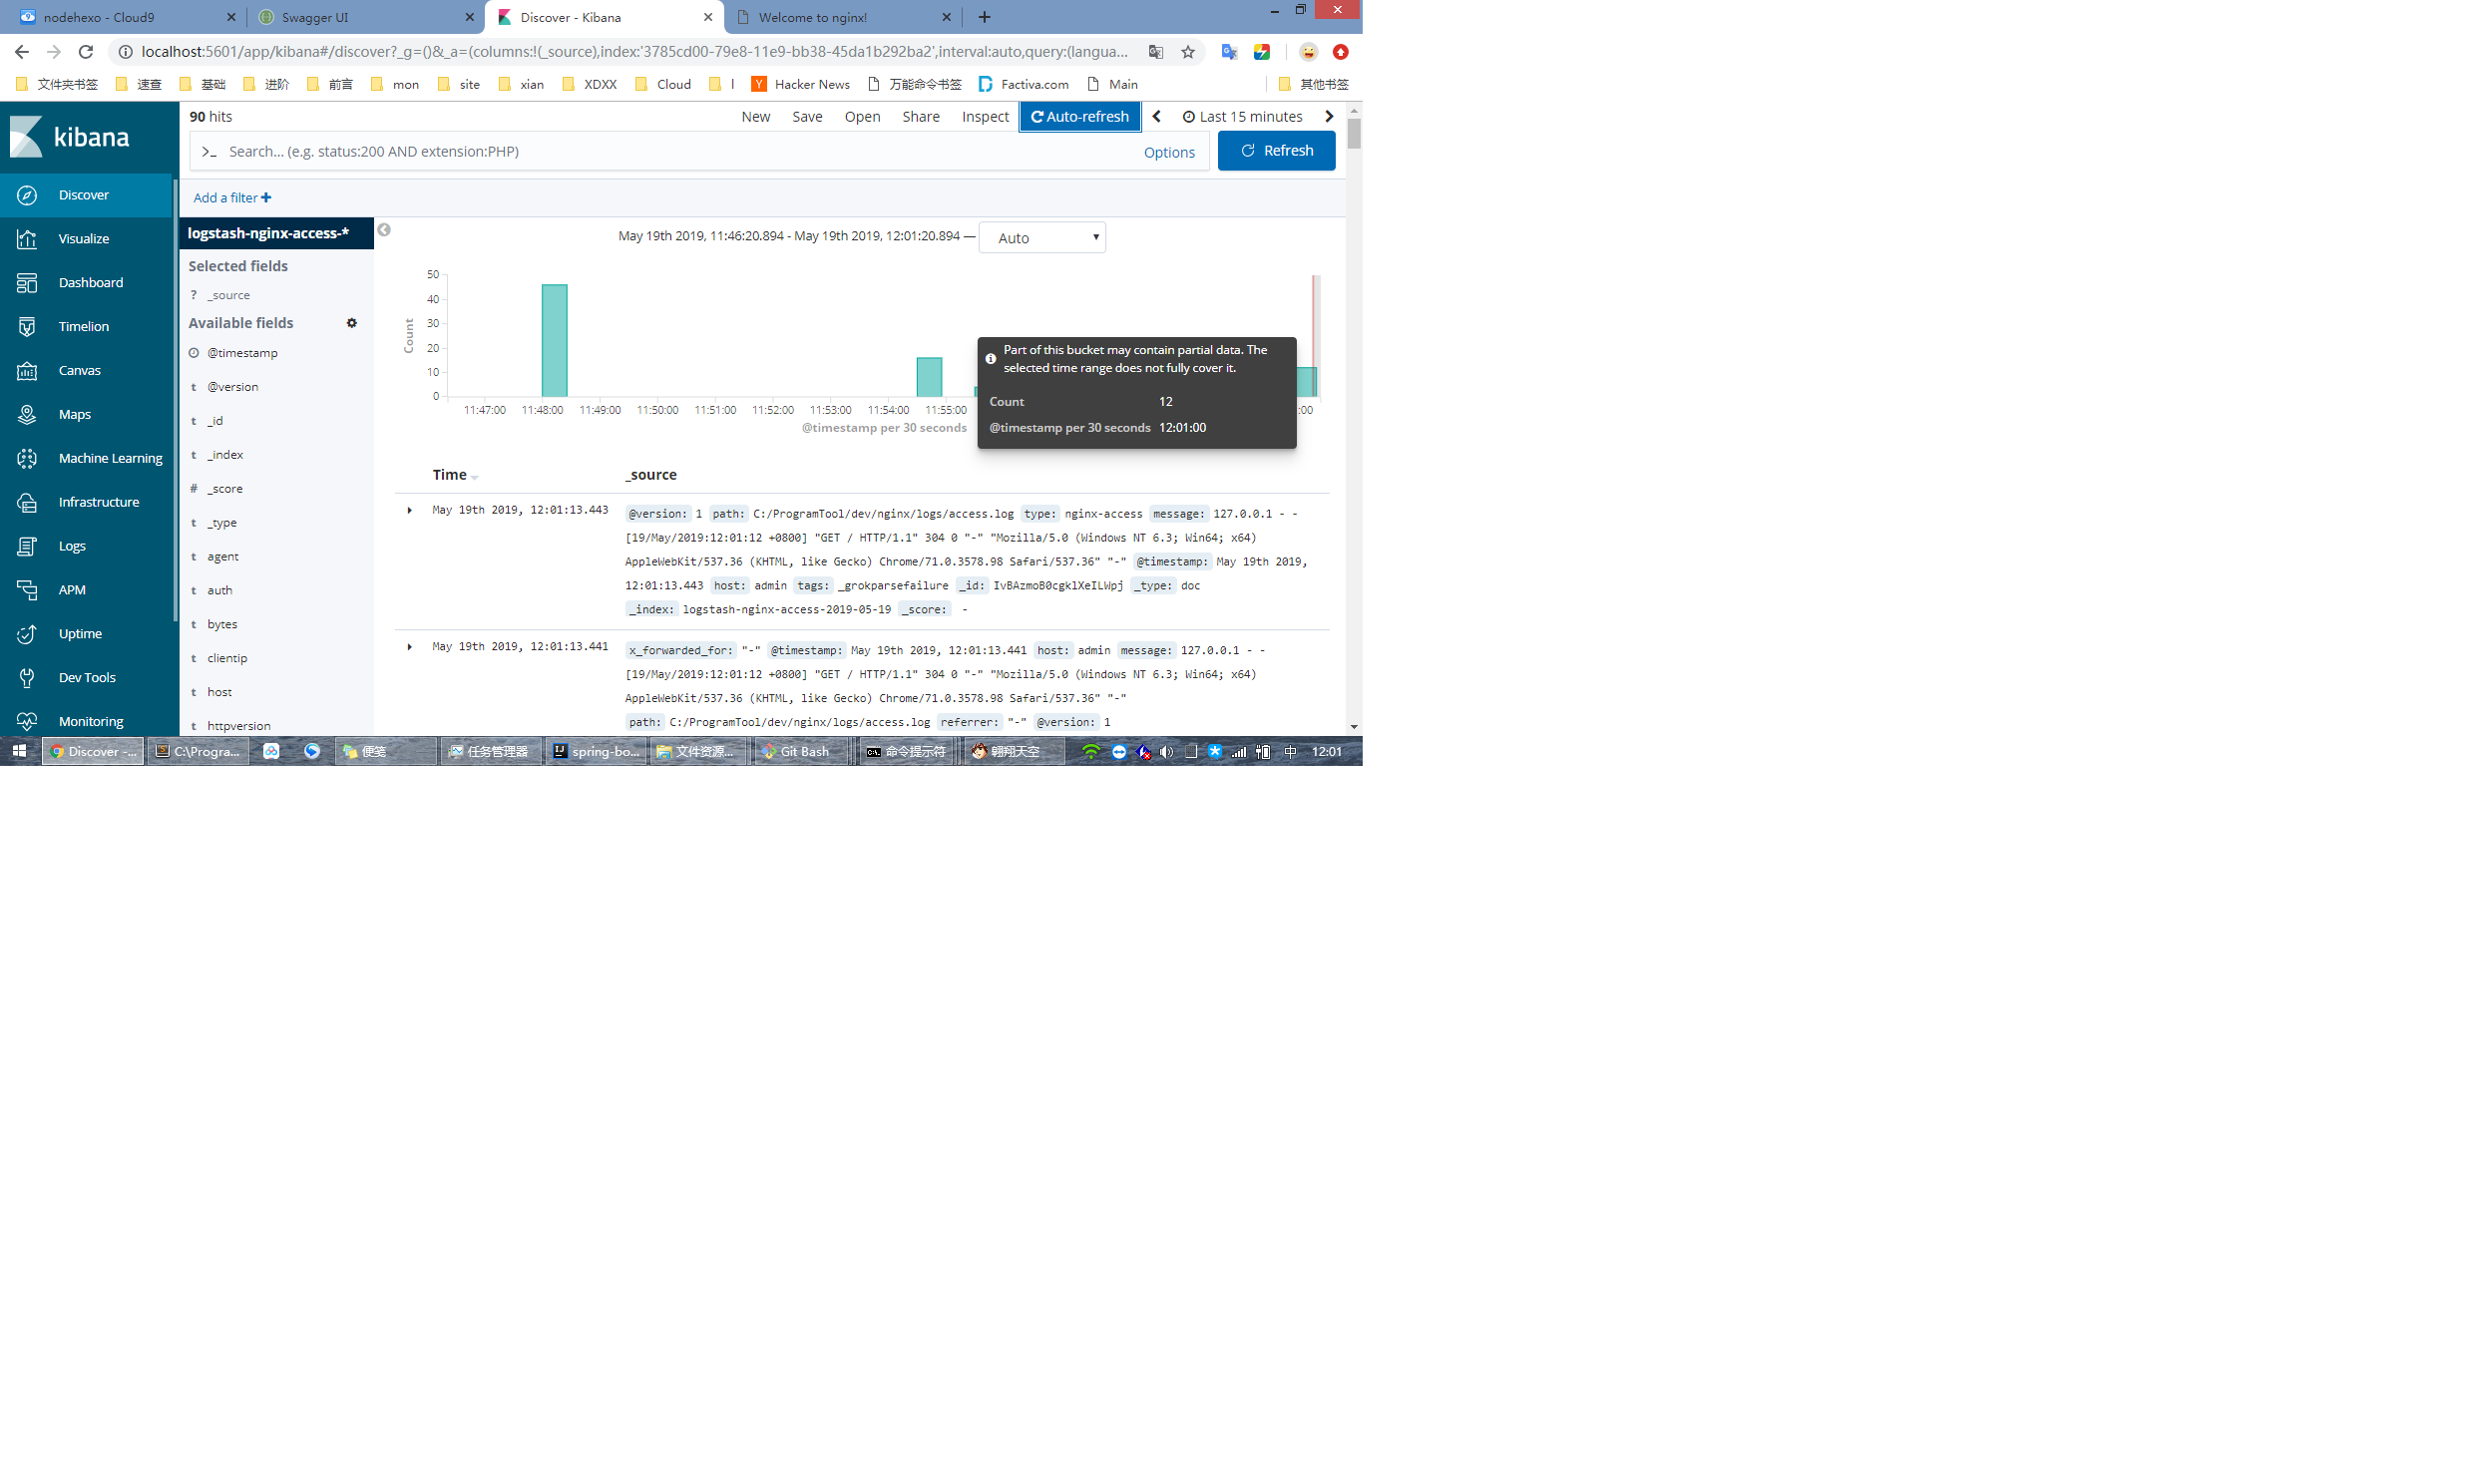 nodehexo - Cloud9
Swagger UI
Discover - Kibana
Welcome to nginx!
localhost:5601/app/kibana#/discover?_g=()&_a=(columns:!(_source),index:'3785cd00-79e8-11e9-bb38-45da1b292ba2',interval:auto,query:(langua...
文件夹书签 速查 基础 进阶 前言 mon site xian XDXX Cloud l Hacker News 万能命令书签 Factiva.com Main 其他书签
kibana
Discover
Visualize
Dashboard
Timelion
Canvas
Maps
Machine Learning
Infrastructure
Logs
APM
Uptime
Dev Tools
Monitoring
90 hits
New Save Open Share Inspect Auto-refresh Last 15 minutes
>_ Search... (e.g. status:200 AND extension:PHP) Options Refresh
Add a filter +
logstash-nginx-access-*
Selected fields
? _source
Available fields
@timestamp
t @version
t _id
t _index
# _score
t _type
t agent
t auth
t bytes
t clientip
t host
t httpversion
May 19th 2019, 11:46:20.894 - May 19th 2019, 12:01:20.894 — Auto
50
40
30
20
10
0
Count
11:47:00 11:48:00 11:49:00 11:50:00 11:51:00 11:52:00 11:53:00 11:54:00 11:55:00 :00
@timestamp per 30 seconds
Part of this bucket may contain partial data. The
selected time range does not fully cover it.
Count 12
@timestamp per 30 seconds 12:01:00
Time _source
May 19th 2019, 12:01:13.443
@version: 1 path: C:/ProgramTool/dev/nginx/logs/access.log type: nginx-access message: 127.0.0.1 - -
[19/May/2019:12:01:12 +0800] "GET / HTTP/1.1" 304 0 "-" "Mozilla/5.0 (Windows NT 6.3; Win64; x64)
AppleWebKit/537.36 (KHTML, like Gecko) Chrome/71.0.3578.98 Safari/537.36" "-" @timestamp: May 19th 2019,
12:01:13.443 host: admin tags: _grokparsefailure _id: IvBAzmoB0cgklXeILWpj _type: doc
_index: logstash-nginx-access-2019-05-19 _score: -
May 19th 2019, 12:01:13.441
x_forwarded_for: "-" @timestamp: May 19th 2019, 12:01:13.441 host: admin message: 127.0.0.1 - -
[19/May/2019:12:01:12 +0800] "GET / HTTP/1.1" 304 0 "-" "Mozilla/5.0 (Windows NT 6.3; Win64; x64)
AppleWebKit/537.36 (KHTML, like Gecko) Chrome/71.0.3578.98 Safari/537.36" "-"
path: C:/ProgramTool/dev/nginx/logs/access.log referrer: "-" @version: 1
Discover -... C:\Progra... 便笺 任务管理器 spring-bo... 文件资源... Git Bash 命令提示符 翱翔天空 中 12:01